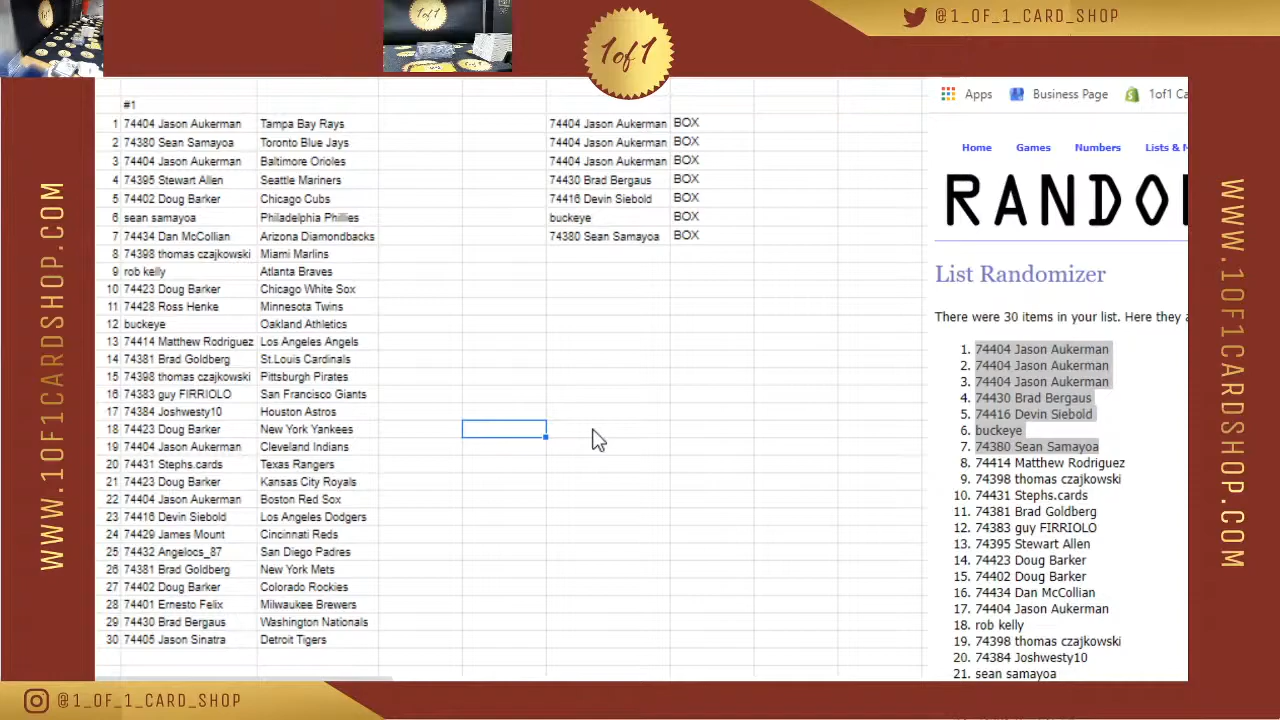 1of1
@1_OF_1_CARD_SHOP
WWW.1OF1CARDSHOP.COM
#1
1 74404 Jason Aukerman Tampa Bay Rays
2 74380 Sean Samayoa Toronto Blue Jays
3 74404 Jason Aukerman Baltimore Orioles
4 74395 Stewart Allen Seattle Mariners
5 74402 Doug Barker Chicago Cubs
6 sean samayoa Philadelphia Phillies
7 74434 Dan McCollian Arizona Diamondbacks
8 74398 thomas czajkowski Miami Marlins
9 rob kelly Atlanta Braves
10 74423 Doug Barker Chicago White Sox
11 74428 Ross Henke Minnesota Twins
12 buckeye Oakland Athletics
13 74414 Matthew Rodriguez Los Angeles Angels
14 74381 Brad Goldberg St.Louis Cardinals
15 74398 thomas czajkowski Pittsburgh Pirates
16 74383 guy FIRRIOLO San Francisco Giants
17 74384 Joshwesty10 Houston Astros
18 74423 Doug Barker New York Yankees
19 74404 Jason Aukerman Cleveland Indians
20 74431 Stephs.cards Texas Rangers
21 74423 Doug Barker Kansas City Royals
22 74404 Jason Aukerman Boston Red Sox
23 74416 Devin Siebold Los Angeles Dodgers
24 74429 James Mount Cincinnati Reds
25 74432 Angelocs_87 San Diego Padres
26 74381 Brad Goldberg New York Mets
27 74402 Doug Barker Colorado Rockies
28 74401 Ernesto Felix Milwaukee Brewers
29 74430 Brad Bergaus Washington Nationals
30 74405 Jason Sinatra Detroit Tigers
74404 Jason Aukerman BOX
74404 Jason Aukerman BOX
74404 Jason Aukerman BOX
74430 Brad Bergaus BOX
74416 Devin Siebold BOX
buckeye BOX
74380 Sean Samayoa BOX
Apps Business Page 1of1 Ca
Home Games Numbers Lists &
RANDO
List Randomizer
There were 30 items in your list. Here they a
1. 74404 Jason Aukerman
2. 74404 Jason Aukerman
3. 74404 Jason Aukerman
4. 74430 Brad Bergaus
5. 74416 Devin Siebold
6. buckeye
7. 74380 Sean Samayoa
8. 74414 Matthew Rodriguez
9. 74398 thomas czajkowski
10. 74431 Stephs.cards
11. 74381 Brad Goldberg
12. 74383 guy FIRRIOLO
13. 74395 Stewart Allen
14. 74423 Doug Barker
15. 74402 Doug Barker
16. 74434 Dan McCollian
17. 74404 Jason Aukerman
18. rob kelly
19. 74398 thomas czajkowski
20. 74384 Joshwesty10
21. sean samayoa
WWW.1OF1CARDSHOP.COM
@1_OF_1_CARD_SHOP